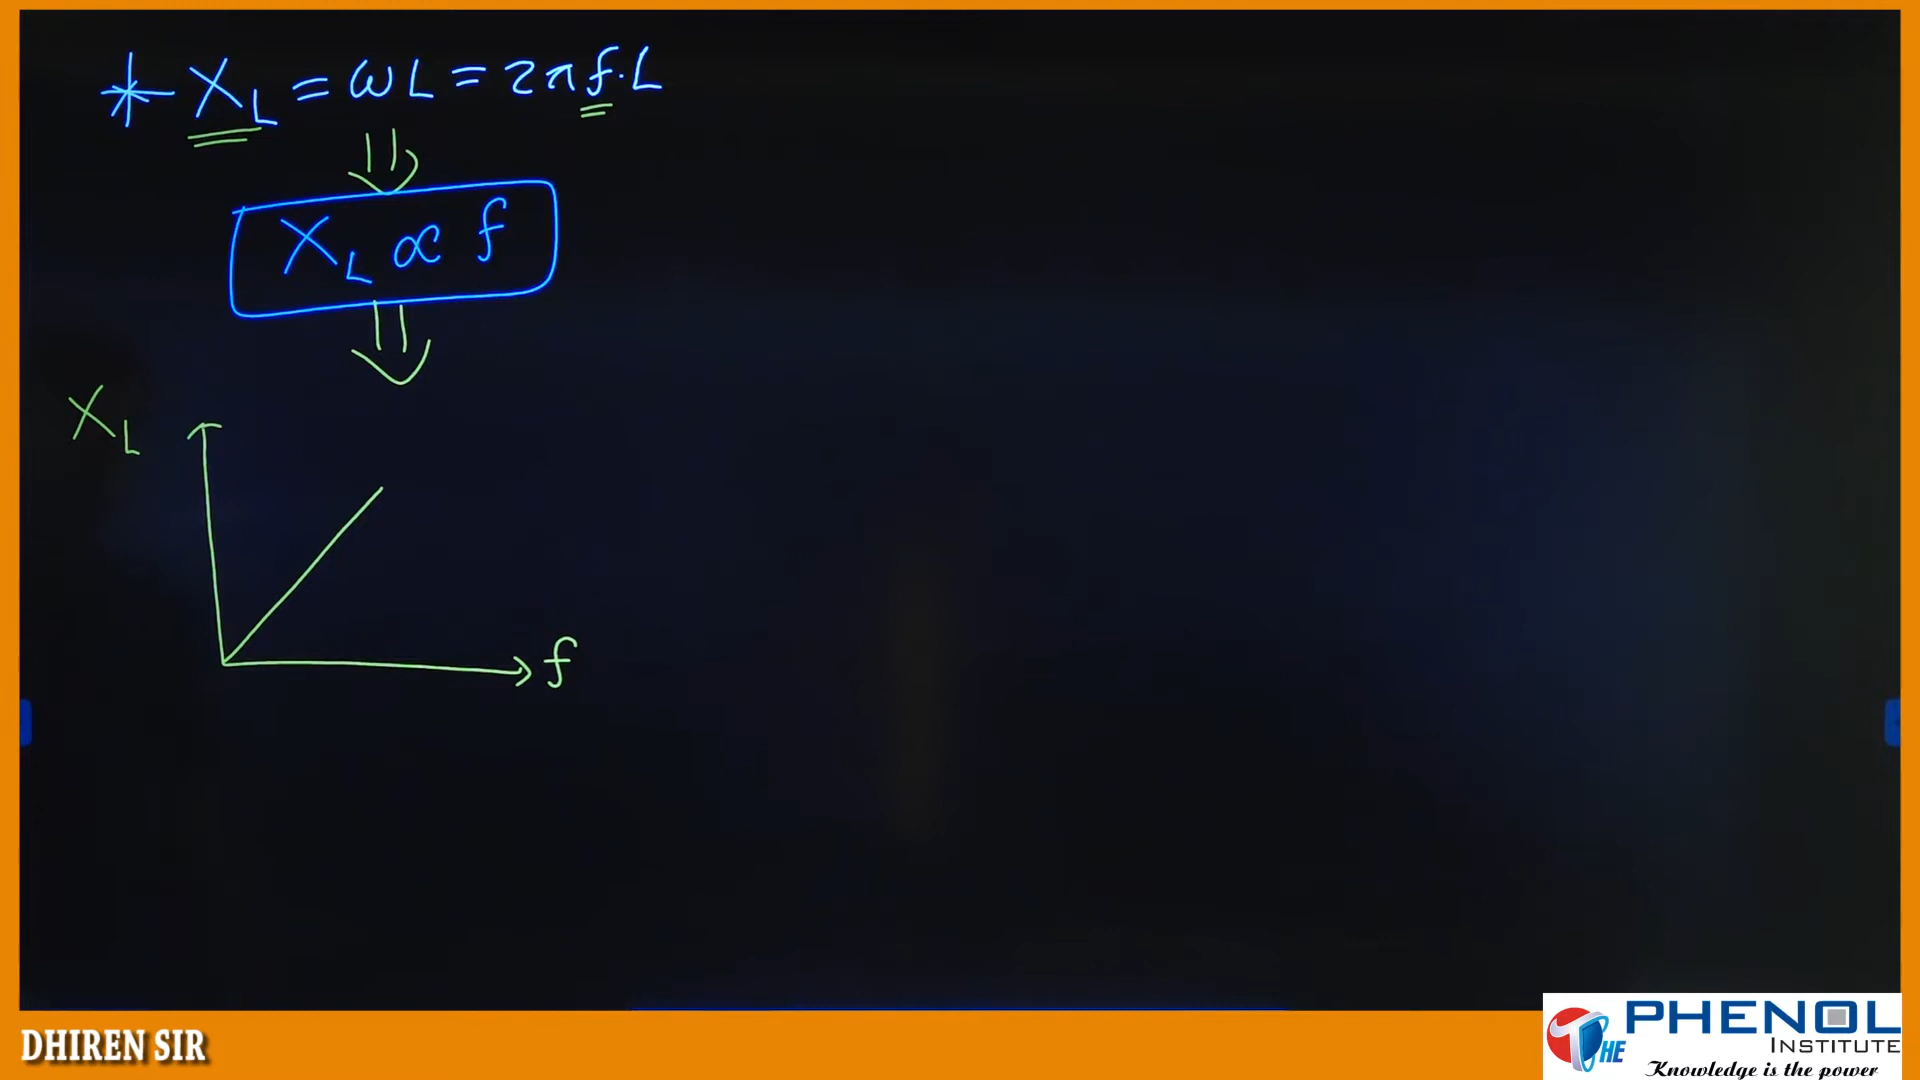 * X_L = ωL = 2πf·L
X_L ∝ f
X_L
f
DHIREN SIR
THE PHENOL
INSTITUTE
Knowledge is the power